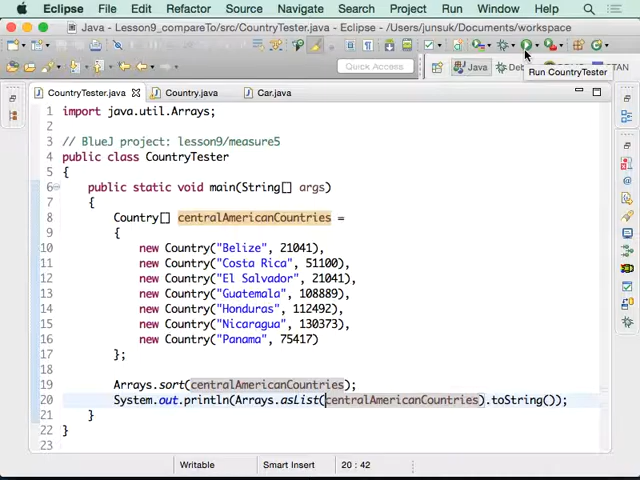 Eclipse File Edit Refactor Source Navigate Search Project Run Window Help
Java - Lesson9_compareTo/src/CountryTester.java - Eclipse - /Users/junsuk/Documents/workspace
Quick Access Java
Run CountryTester
CountryTester.java Country.java Car.java
1 import java.util.Arrays;
2
3 // BlueJ project: lesson9/measure5
4 public class CountryTester
5 {
6 public static void main(String[] args)
7 {
8 Country[] centralAmericanCountries =
9 {
10 new Country("Belize", 21041),
11 new Country("Costa Rica", 51100),
12 new Country("El Salvador", 21041),
13 new Country("Guatemala", 108889),
14 new Country("Honduras", 112492),
15 new Country("Nicaragua", 130373),
16 new Country("Panama", 75417)
17 };
18
19 Arrays.sort(centralAmericanCountries);
20 System.out.println(Arrays.asList(centralAmericanCountries).toString());
21 }
22 }
23
Writable Smart Insert 20 : 42